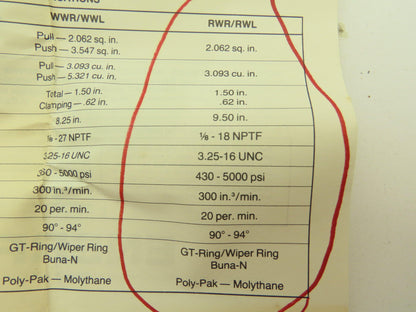 WWR/WWL RWR/RWL
Pull — 2.062 sq. in.
Push — 3.547 sq. in. 2.062 sq. in.
Pull — 3.093 cu. in.
Push — 5.321 cu. in. 3.093 cu. in.
Total — 1.50 in. 1.50 in.
Clamping — .62 in. .62 in.
8.25 in. 9.50 in.
⅛ - 27 NPTF ⅛ - 18 NPTF
3.25-16 UNC 3.25-16 UNC
- 5000 psi 430 - 5000 psi
300 in.³/min. 300 in.³/min.
20 per. min. 20 per. min.
90° - 94° 90° - 94°
GT-Ring/Wiper Ring GT-Ring/Wiper Ring
Buna-N Buna-N
Poly-Pak — Molythane Poly-Pak — Molythane